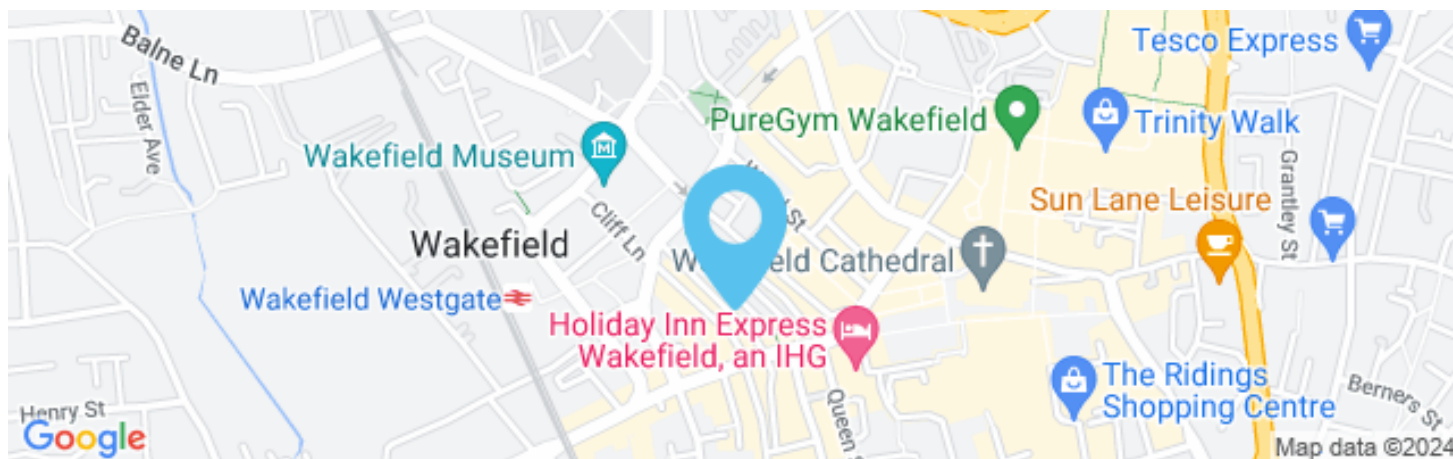 Balne Ln
Elder Ave
Tesco Express
PureGym Wakefield
Trinity Walk
Wakefield Museum
Grantley St
Sun Lane Leisure
Cliff Ln
St
Wakefield
Cathedral
Wakefield Westgate
Holiday Inn Express
Wakefield, an IHG
The Ridings
Shopping Centre
Berners St
Queen
Henry St
Google
Map data ©2024